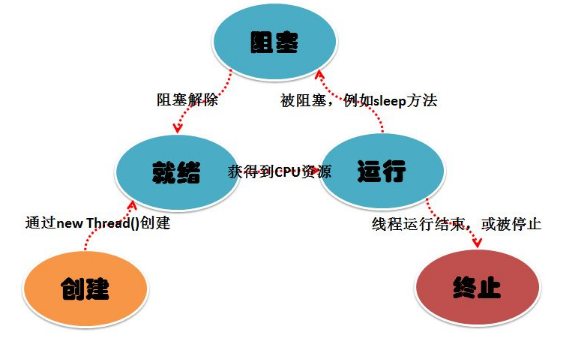 阻塞
阻塞解除
被阻塞，例如sleep方法
就绪
获得到CPU资源
运行
通过new Thread()创建
线程运行结束，或被停止
创建
终止